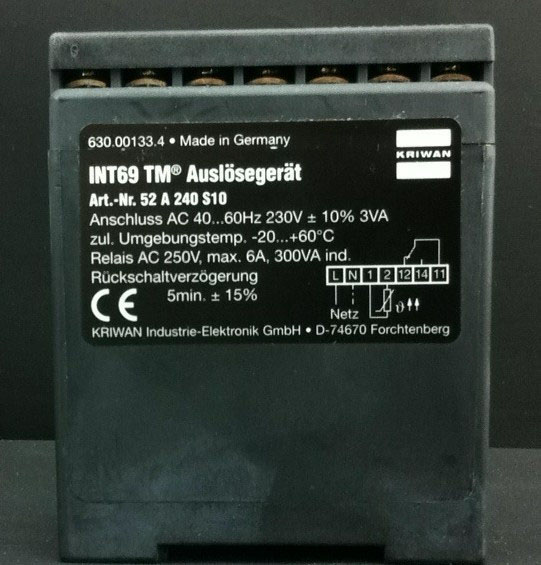 630.00133.4 • Made in Germany
KRIWAN
INT69 TM® Auslösegerät
Art.-Nr. 52 A 240 S10
Anschluss AC 40...60Hz 230V ± 10% 3VA
zul. Umgebungstemp. -20...+60°C
Relais AC 250V, max. 6A, 300VA ind.
Rückschaltverzögerung
5min. ± 15%
L N 1 2 12 14 11
Netz ϑ
CE
KRIWAN Industrie-Elektronik GmbH • D-74670 Forchtenberg